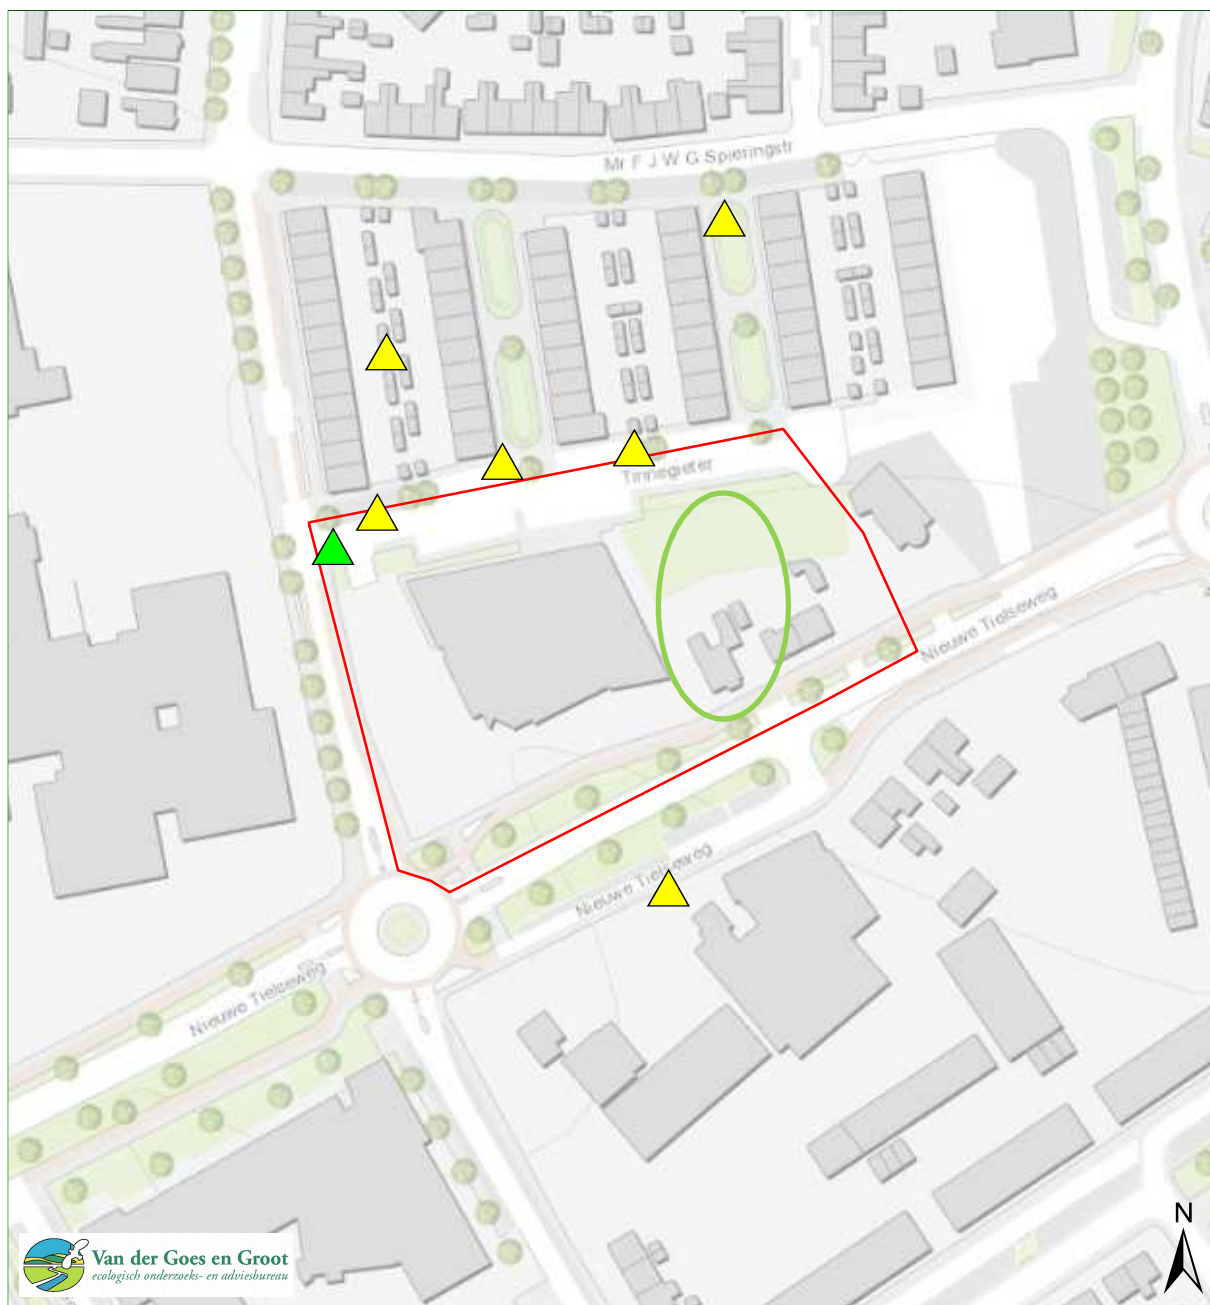 Mr F J W G Spieringstr
Tinnegieter
Nieuwe Tielseweg
Nieuwe Tielseweg
Nieuwe Tielseweg
N
Van der Goes en Groot
ecologisch onderzoeks- en adviesbureau